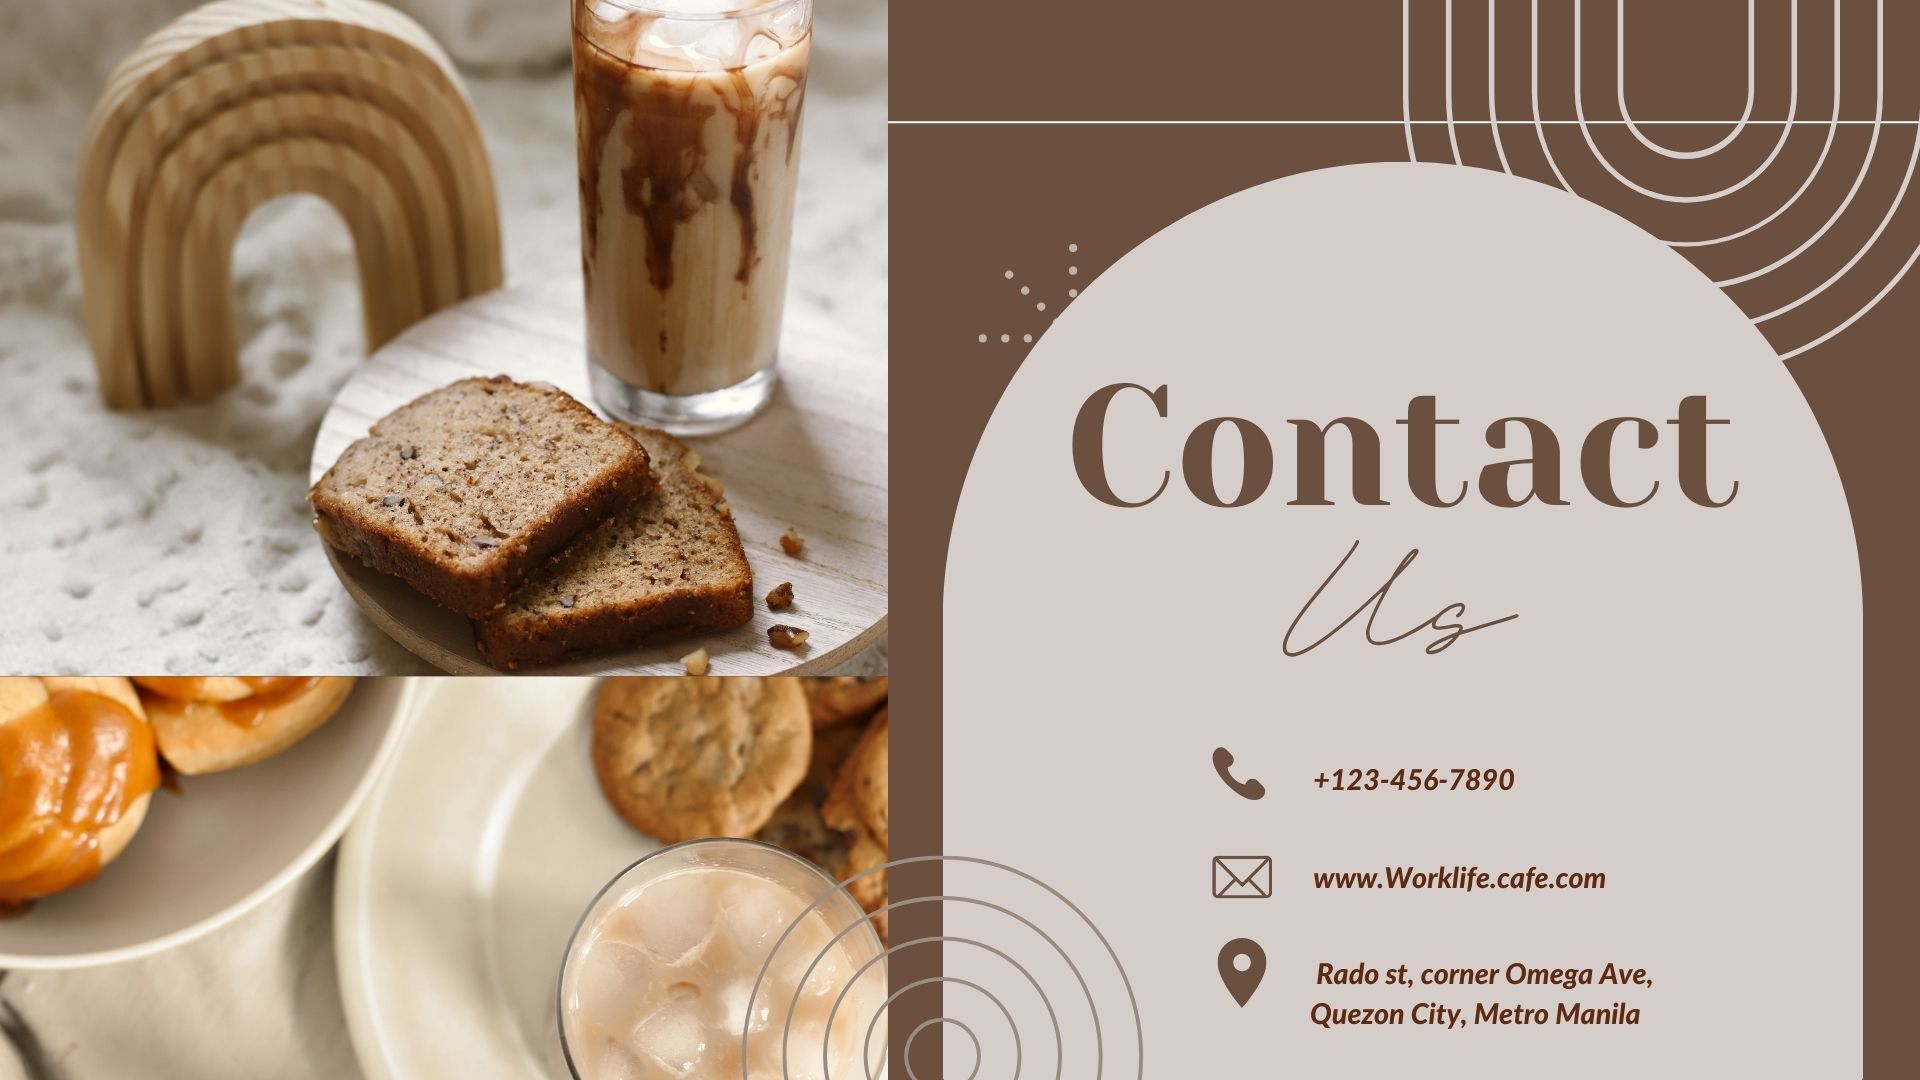 Contact
Us
+123-456-7890
www.Worklife.cafe.com
Rado st, corner Omega Ave,
Quezon City, Metro Manila